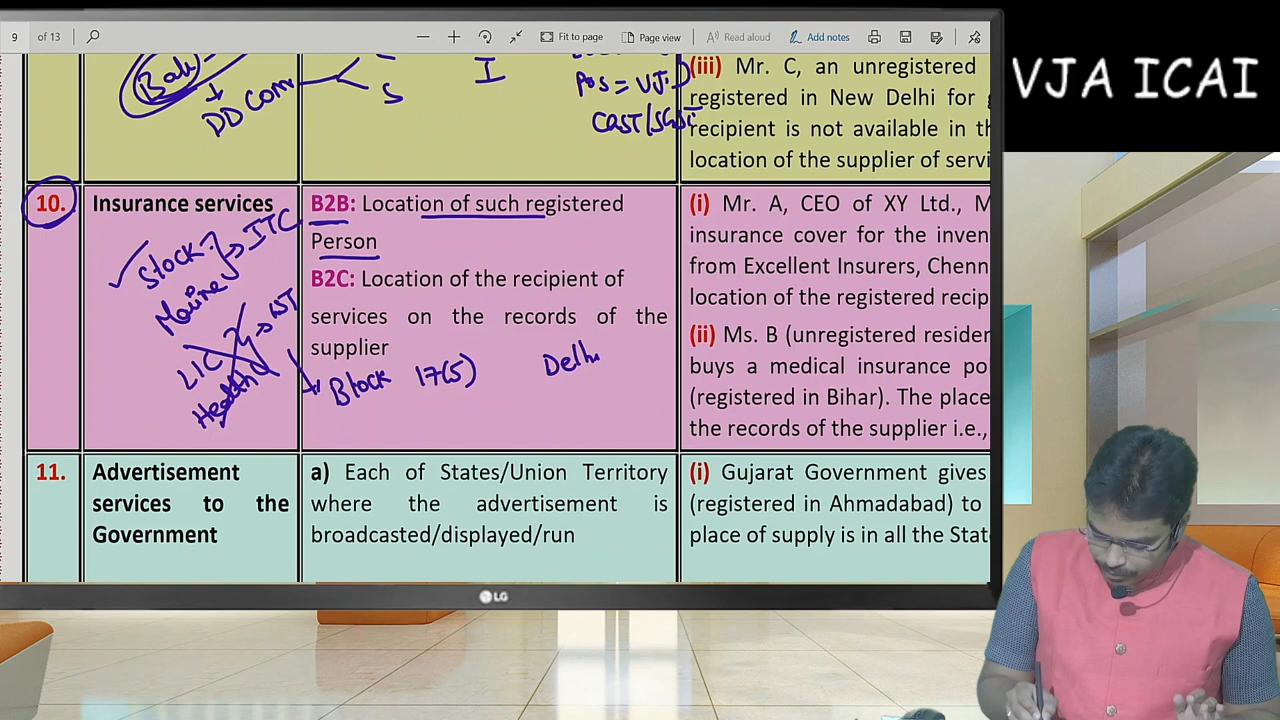 9 of 13
Fit to page
Page view
Read aloud
Add notes
VJA ICAI
Bak
DD Comm
S
I
POS = VJD
CGST/SGST
(iii) Mr. C, an unregistered
registered in New Delhi for g
recipient is not available in th
location of the supplier of servi
10.
Insurance services
Stock
Marine
ITC
LIC
Health
GST
B2B: Location of such registered
Person
B2C: Location of the recipient of
services on the records of the
supplier
Block 17(5)
Delhi
(i) Mr. A, CEO of XY Ltd., M
insurance cover for the inven
from Excellent Insurers, Chenn
location of the registered recip
(ii) Ms. B (unregistered resider
buys a medical insurance po
(registered in Bihar). The place
the records of the supplier i.e.,
11.
Advertisement
services to the
Government
a) Each of States/Union Territory
where the advertisement is
broadcasted/displayed/run
(i) Gujarat Government gives
(registered in Ahmadabad) to
place of supply is in all the State
LG